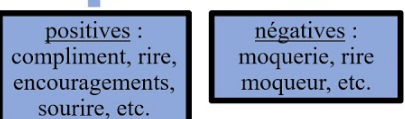 positives :
compliment, rire,
encouragements,
sourire, etc.
négatives :
moquerie, rire
moqueur, etc.